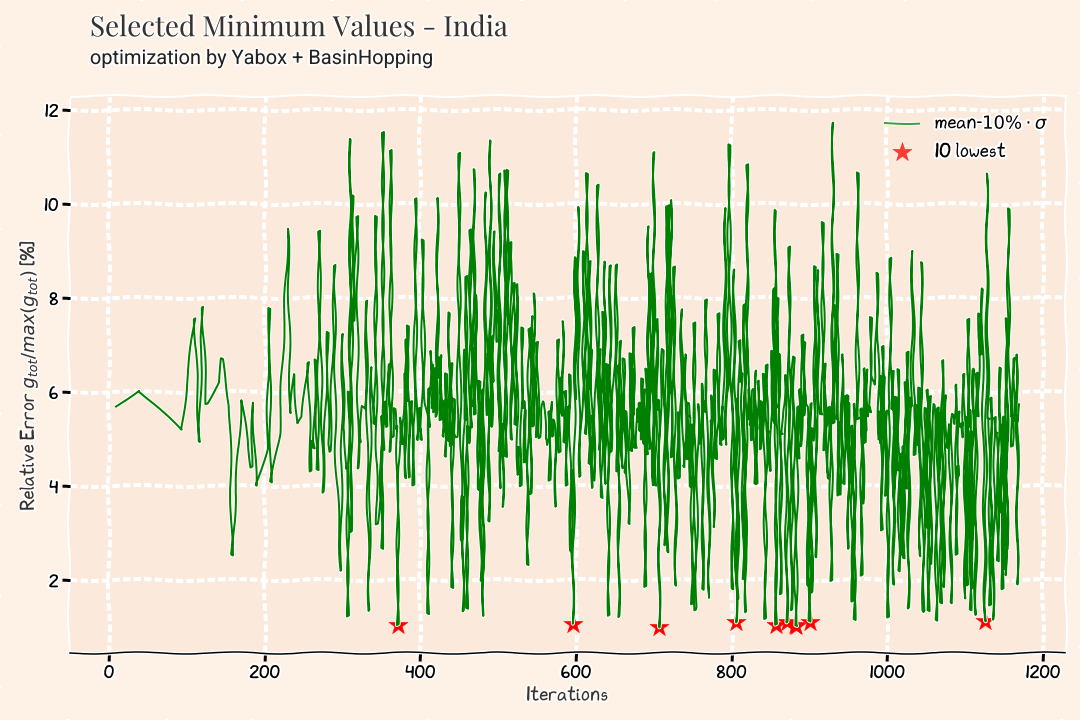 Selected Minimum Values - India
optimization by Yabox + BasinHopping
12
10
8
6
4
2
Relative Error g_tot/max(g_tot) [%]
mean-10% · σ
10 lowest
0 200 400 600 800 1000 1200
Iterations